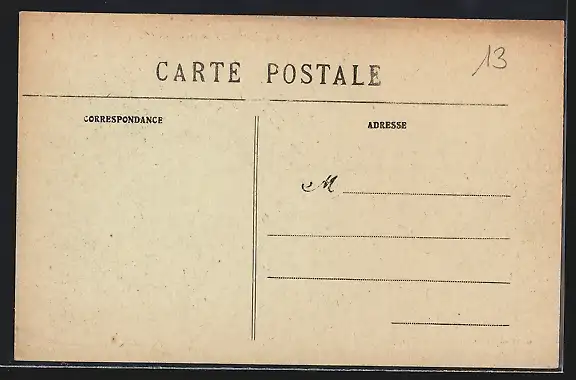 13
CARTE POSTALE
CORRESPONDANCE
ADRESSE
M